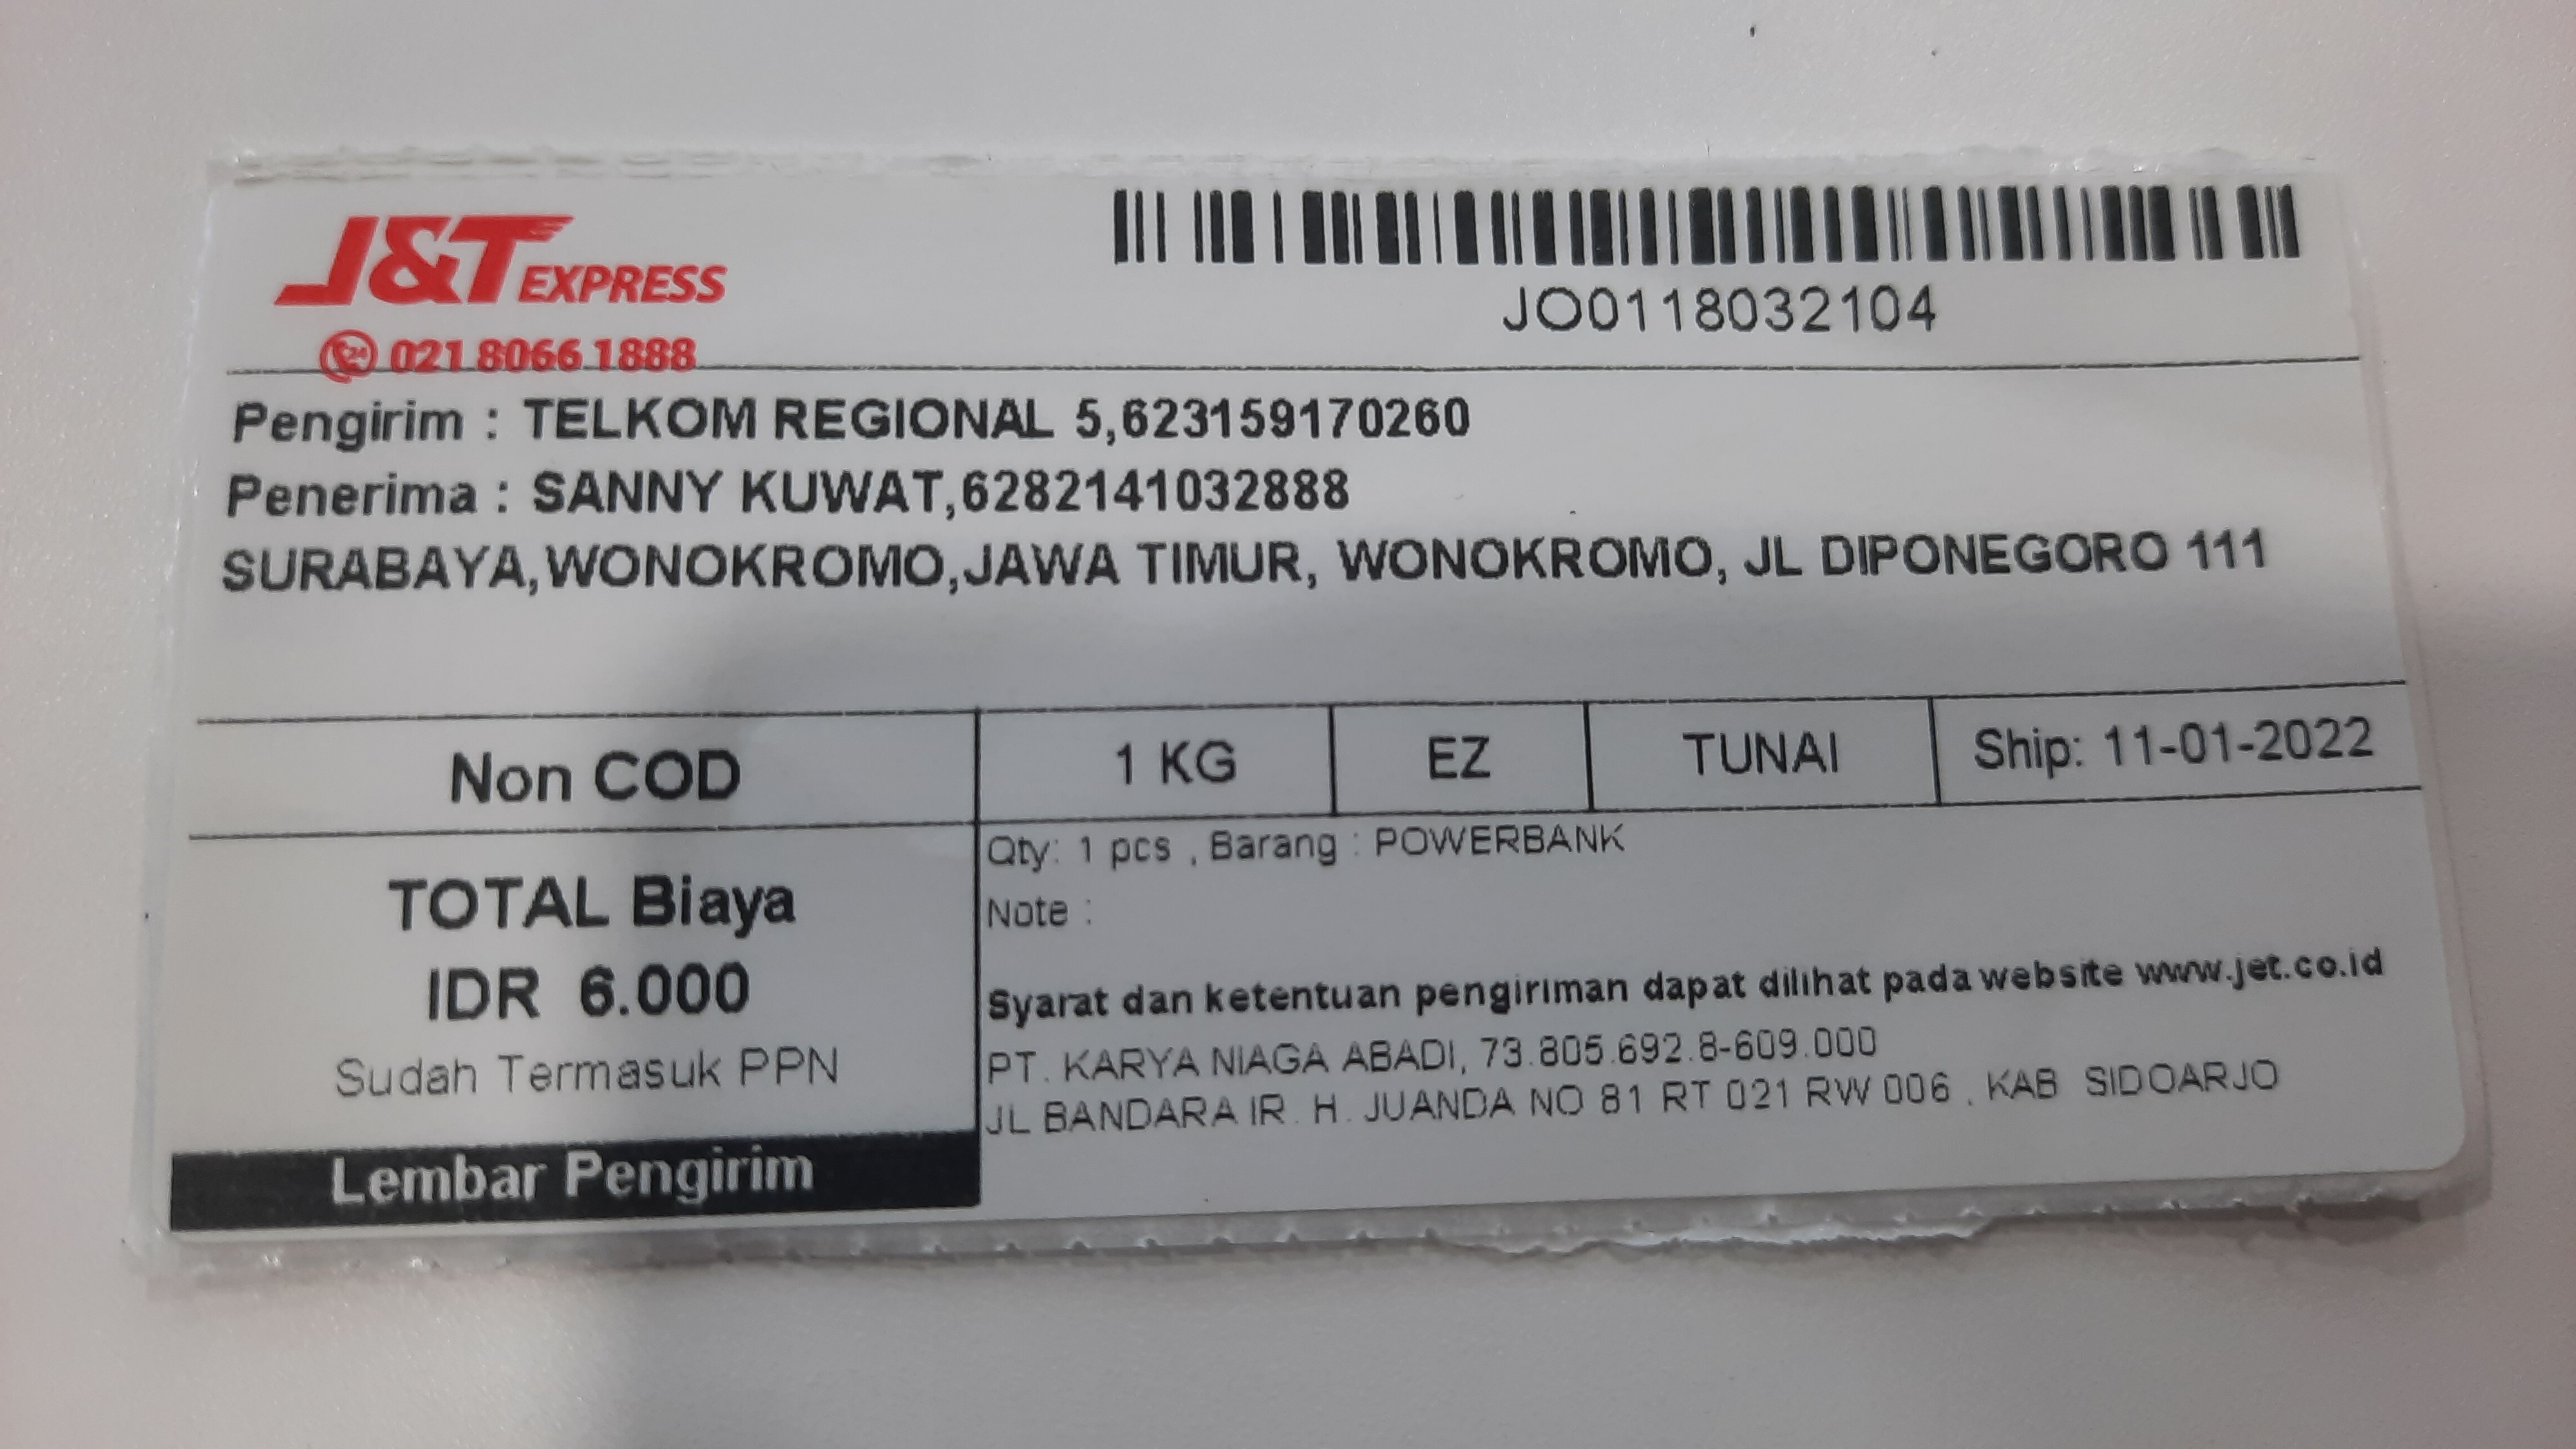 J&T EXPRESS
021 8066 1888
JO0118032104
Pengirim : TELKOM REGIONAL 5,623159170260
Penerima : SANNY KUWAT,6282141032888
SURABAYA,WONOKROMO,JAWA TIMUR, WONOKROMO, JL DIPONEGORO 111
Non COD
1 KG
EZ
TUNAI
Ship: 11-01-2022
TOTAL Biaya
IDR 6.000
Sudah Termasuk PPN
Lembar Pengirim
Qty: 1 pcs , Barang : POWERBANK
Note :
Syarat dan ketentuan pengiriman dapat dilihat pada website www.jet.co.id
PT. KARYA NIAGA ABADI, 73.805.692.8-609.000
JL BANDARA IR. H. JUANDA NO 81 RT 021 RW 006 . KAB SIDOARJO